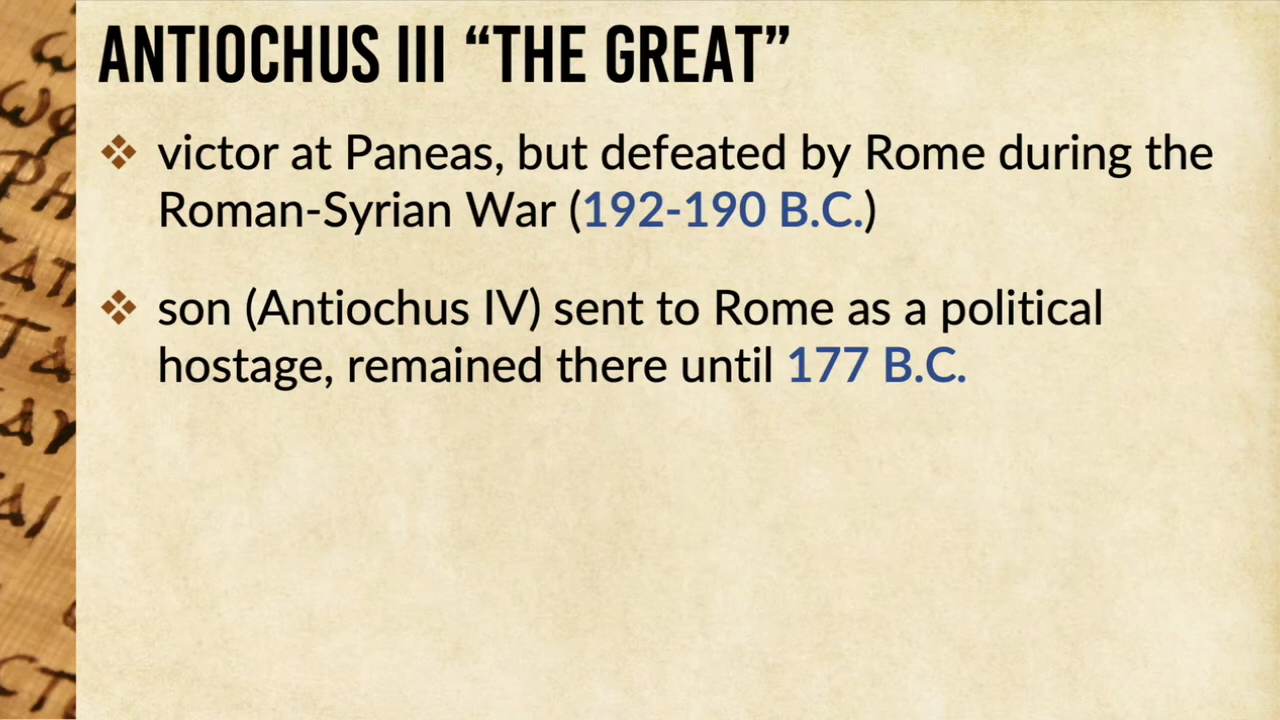 ANTIOCHUS III “THE GREAT”
❖ victor at Paneas, but defeated by Rome during the
Roman-Syrian War (192-190 B.C.)
❖ son (Antiochus IV) sent to Rome as a political
hostage, remained there until 177 B.C.